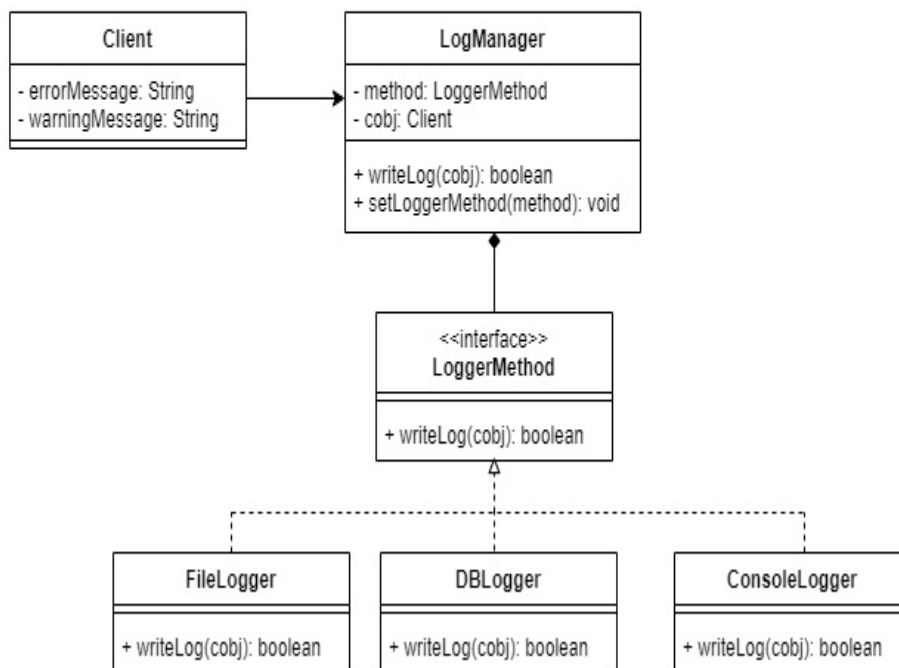 Client
- errorMessage: String
- warningMessage: String
LogManager
- method: LoggerMethod
- cobj: Client
+ writeLog(cobj): boolean
+ setLoggerMethod(method): void
<<interface>>
LoggerMethod
+ writeLog(cobj): boolean
FileLogger
+ writeLog(cobj): boolean
DBLogger
+ writeLog(cobj): boolean
ConsoleLogger
+ writeLog(cobj): boolean